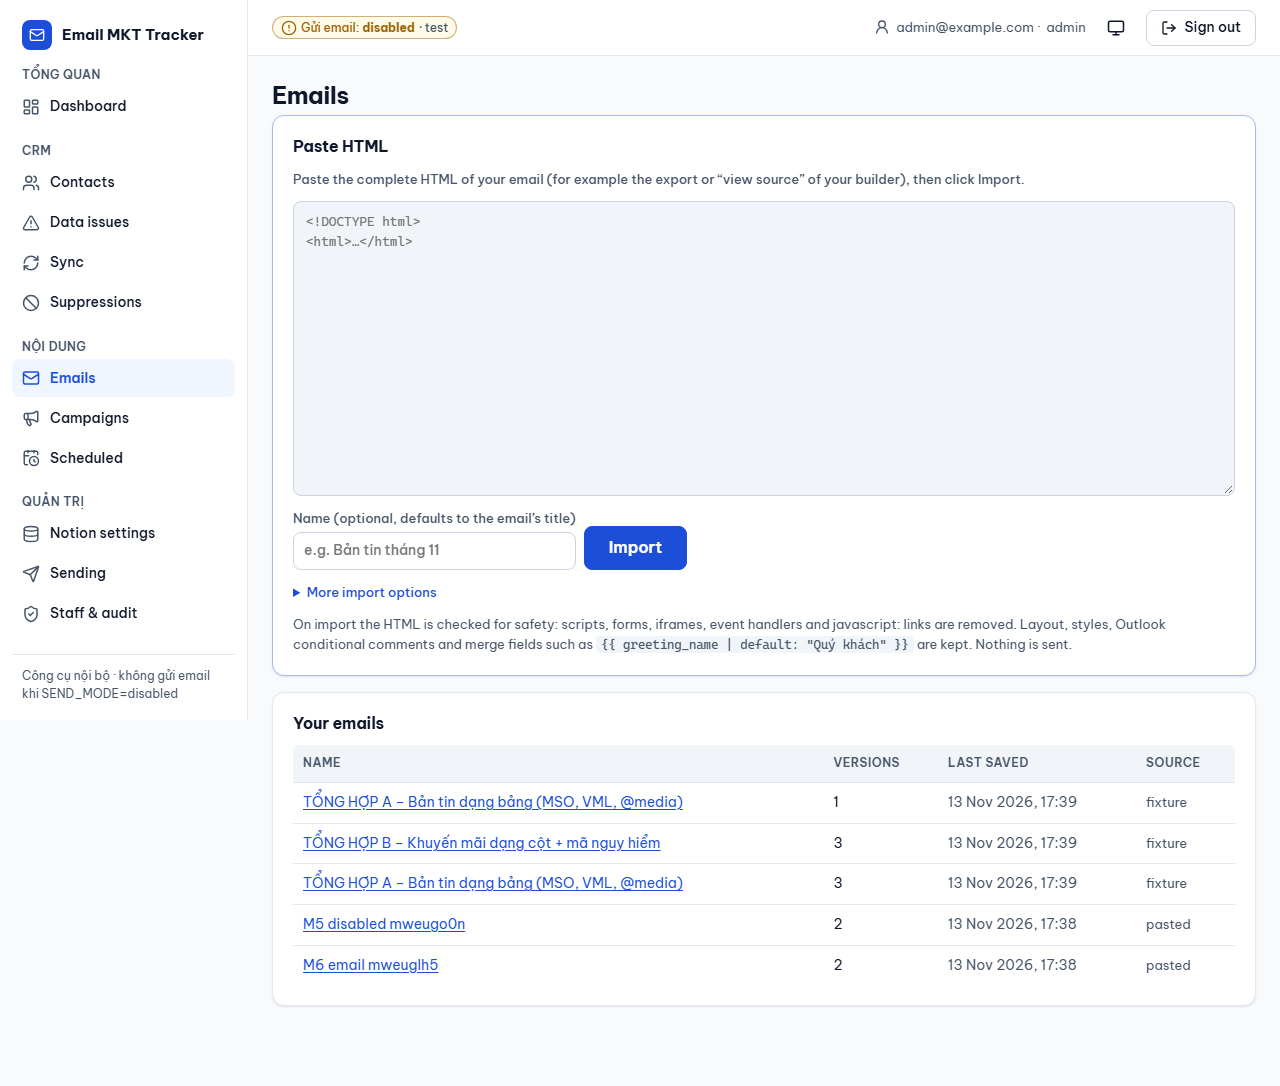 Email MKT Tracker
TỔNG QUAN
Dashboard
CRM
Contacts
Data issues
Sync
Suppressions
NỘI DUNG
Emails
Campaigns
Scheduled
QUẢN TRỊ
Notion settings
Sending
Staff & audit
Công cụ nội bộ · không gửi email
khi SEND_MODE=disabled
Gửi email: disabled · test
admin@example.com · admin
Sign out
Emails
Paste HTML
Paste the complete HTML of your email (for example the export or “view source” of your builder), then click Import.
<!DOCTYPE html>
<html>…</html>
Name (optional, defaults to the email’s title)
e.g. Bản tin tháng 11
Import
More import options
On import the HTML is checked for safety: scripts, forms, iframes, event handlers and javascript: links are removed. Layout, styles, Outlook
conditional comments and merge fields such as {{ greeting_name | default: "Quý khách" }} are kept. Nothing is sent.
Your emails
NAME VERSIONS LAST SAVED SOURCE
TỔNG HỢP A – Bản tin dạng bảng (MSO, VML, @media) 1 13 Nov 2026, 17:39 fixture
TỔNG HỢP B – Khuyến mãi dạng cột + mã nguy hiểm 3 13 Nov 2026, 17:39 fixture
TỔNG HỢP A – Bản tin dạng bảng (MSO, VML, @media) 3 13 Nov 2026, 17:39 fixture
M5 disabled mweugo0n 2 13 Nov 2026, 17:38 pasted
M6 email mweuglh5 2 13 Nov 2026, 17:38 pasted